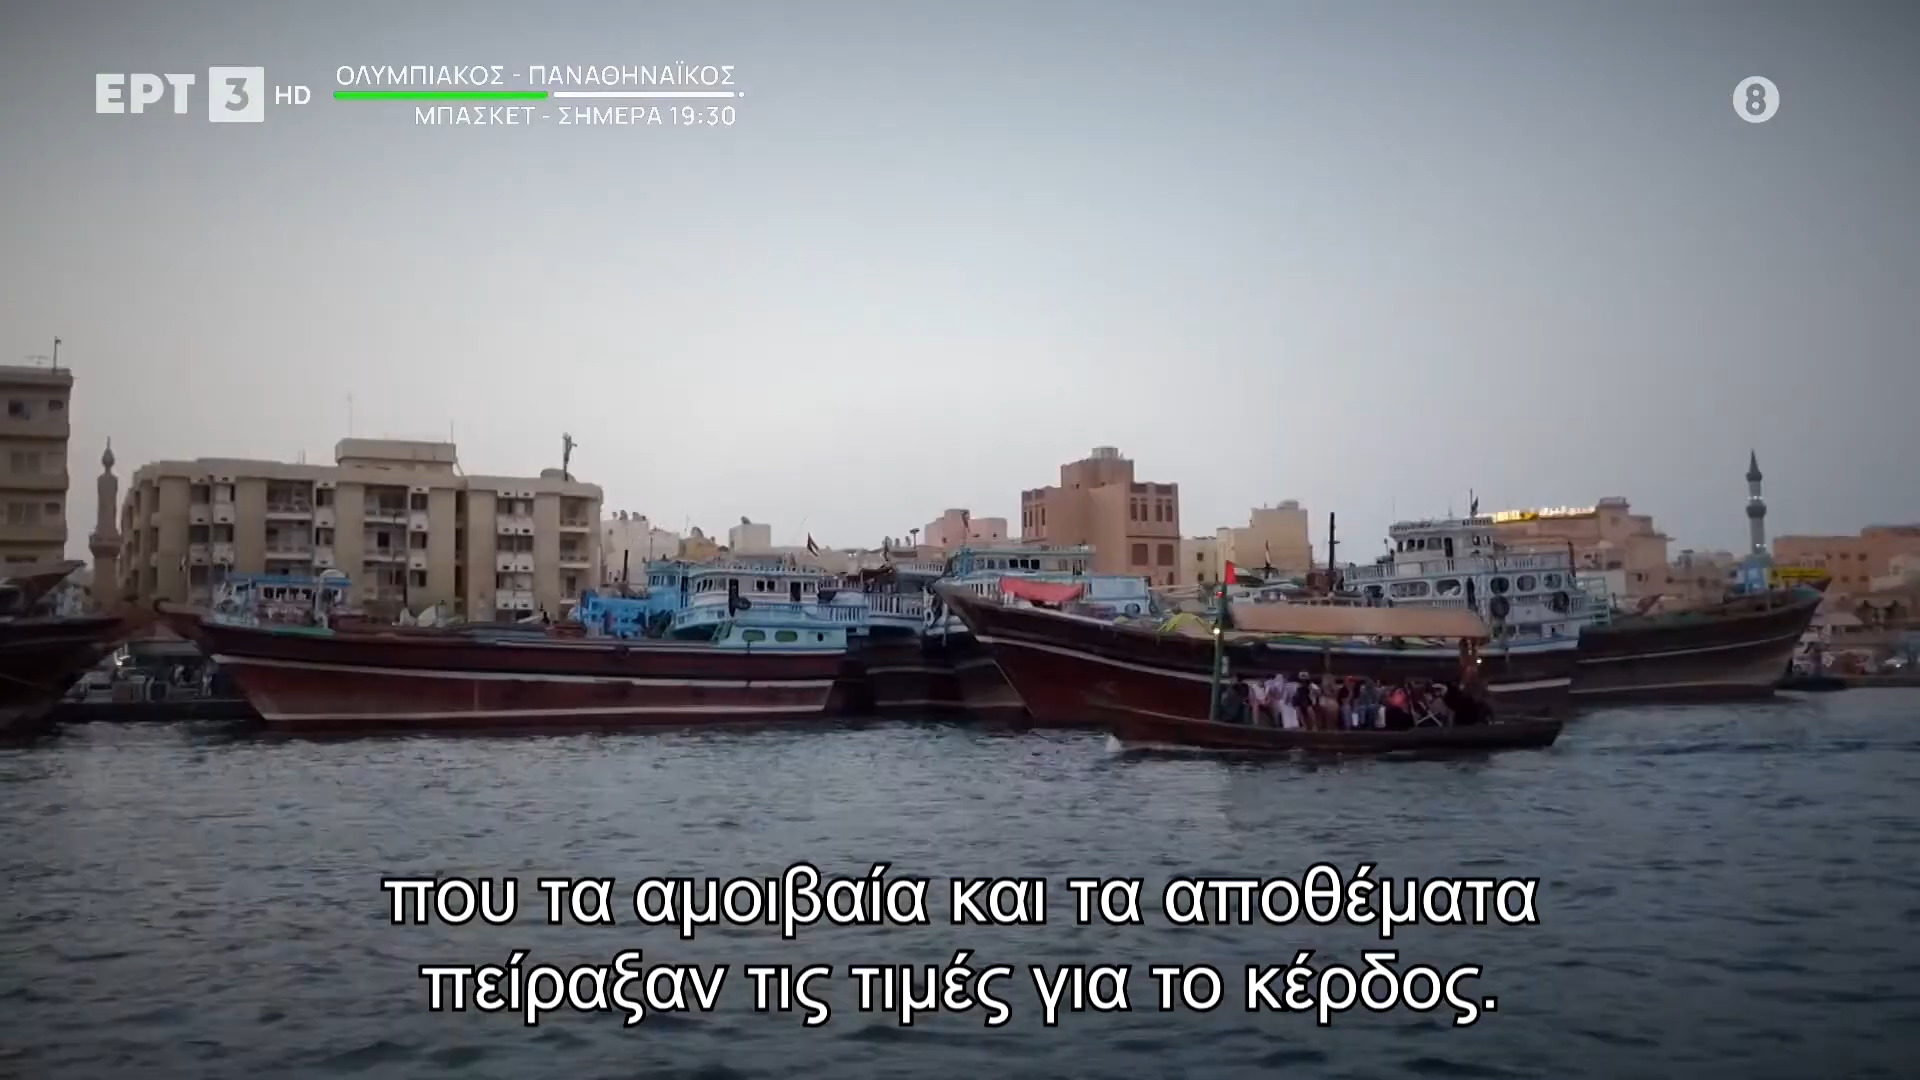 ΕΡΤ 3 HD
ΟΛΥΜΠΙΑΚΟΣ - ΠΑΝΑΘΗΝΑΪΚΟΣ
ΜΠΑΣΚΕΤ - ΣΗΜΕΡΑ 19:30
8
που τα αμοιβαία και τα αποθέματα
πείραξαν τις τιμές για το κέρδος.